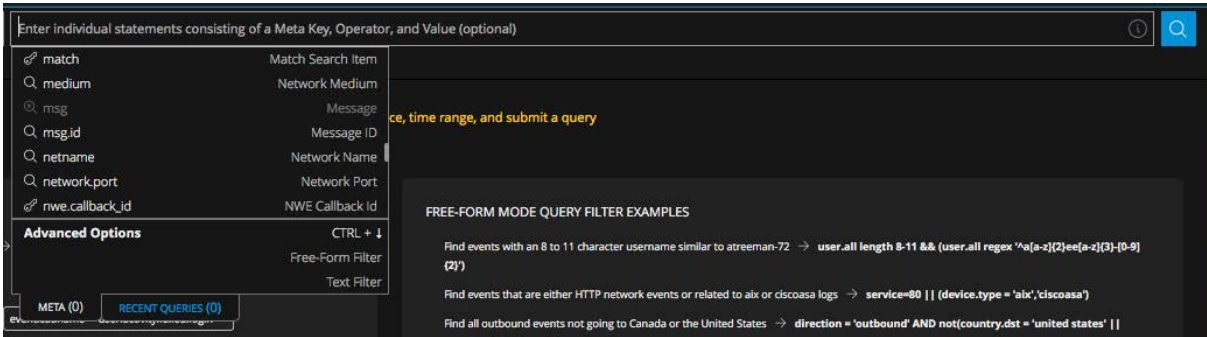 Enter individual statements consisting of a Meta Key, Operator, and Value (optional)
match Match Search Item
medium Network Medium
msg Message
msg.id Message ID
netname Network Name
network.port Network Port
nwe.callback_id NWE Callback Id
Advanced Options CTRL + ↓
Free-Form Filter
Text Filter
META (0) RECENT QUERIES (0)
ce, time range, and submit a query
FREE-FORM MODE QUERY FILTER EXAMPLES
Find events with an 8 to 11 character username similar to atreeman-72 → user.all length 8-11 && (user.all regex '^a[a-z]{2}ee[a-z]{3}-[0-9]
{2}')
Find events that are either HTTP network events or related to aix or ciscoasa logs → service=80 || (device.type = 'aix','ciscoasa')
Find all outbound events not going to Canada or the United States → direction = 'outbound' AND not(country.dst = 'united states' ||